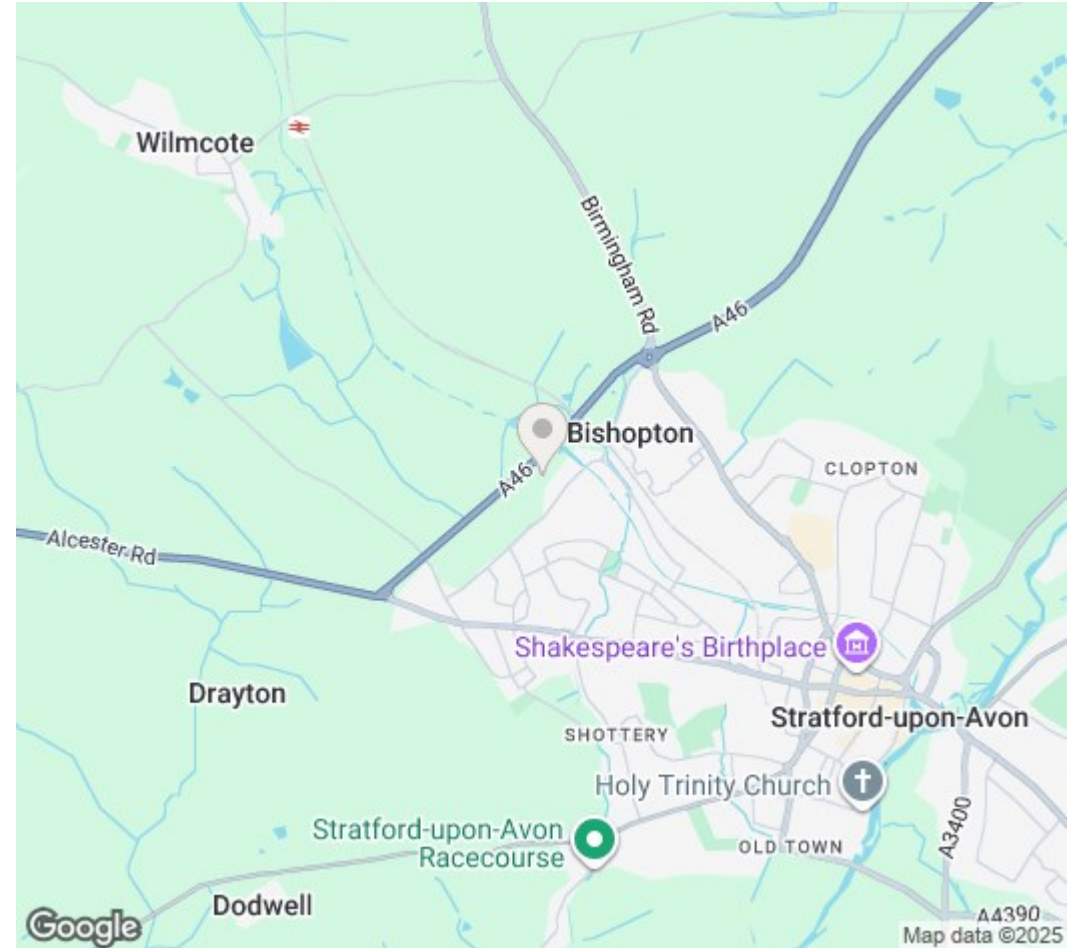 Wilmcote
Birmingham Rd
A46
Bishopton
A46
CLOPTON
Alcester Rd
Shakespeare's Birthplace
Drayton
Stratford-upon-Avon
SHOTTERY
Holy Trinity Church
A3400
Stratford-upon-Avon
Racecourse
OLD TOWN
Dodwell
A4390
Google
Map data ©2025